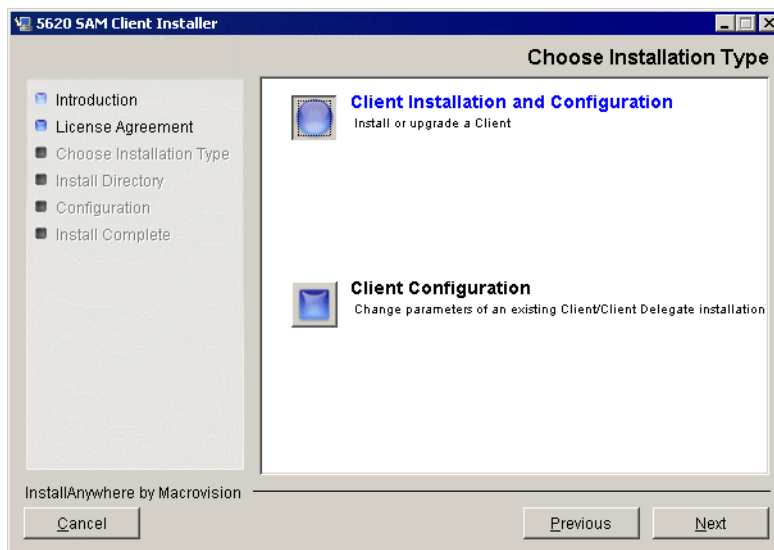 5620 SAM Client Installer
Choose Installation Type
Introduction
License Agreement
Choose Installation Type
Install Directory
Configuration
Install Complete
Client Installation and Configuration
Install or upgrade a Client
Client Configuration
Change parameters of an existing Client/Client Delegate installation
InstallAnywhere by Macrovision
Cancel
Previous
Next